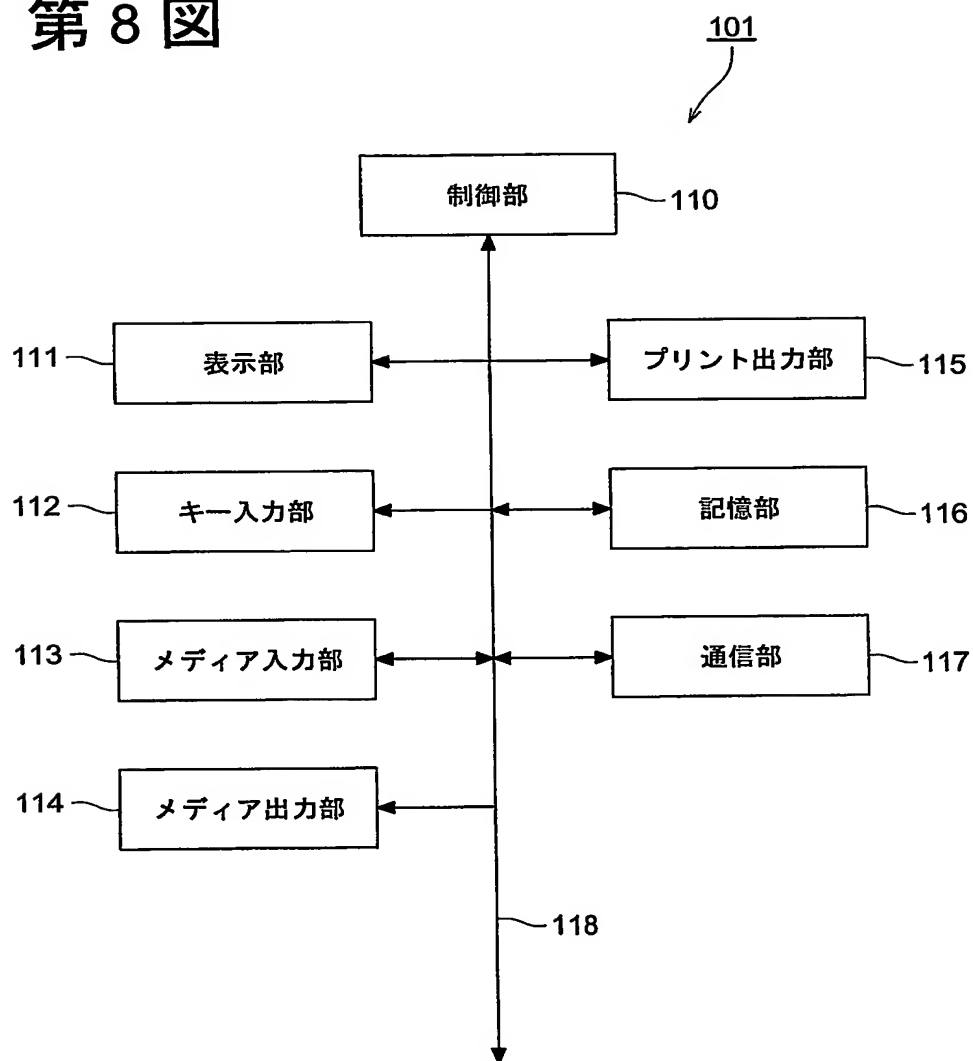 第8図
101
制御部
110
111
表示部
プリント出力部
115
112
キー入力部
記憶部
116
113
メディア入力部
通信部
117
114
メディア出力部
118